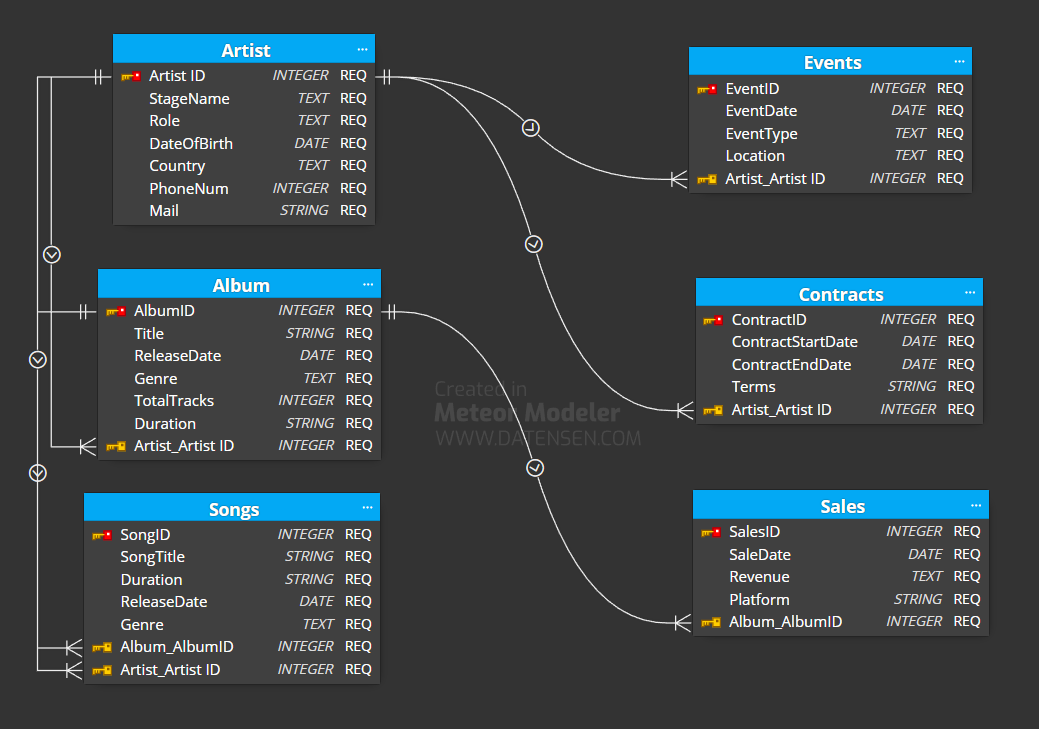 Artist ...
Artist ID INTEGER REQ
StageName TEXT REQ
Role TEXT REQ
DateOfBirth DATE REQ
Country TEXT REQ
PhoneNum INTEGER REQ
Mail STRING REQ
Events ...
EventID INTEGER REQ
EventDate DATE REQ
EventType TEXT REQ
Location TEXT REQ
Artist_Artist ID INTEGER REQ
Album ...
AlbumID INTEGER REQ
Title STRING REQ
ReleaseDate DATE REQ
Genre TEXT REQ
TotalTracks INTEGER REQ
Duration STRING REQ
Artist_Artist ID INTEGER REQ
Contracts ...
ContractID INTEGER REQ
ContractStartDate DATE REQ
ContractEndDate DATE REQ
Terms STRING REQ
Artist_Artist ID INTEGER REQ
Created in
Meteor Modeler
WWW.DATENSEN.COM
Songs ...
SongID INTEGER REQ
SongTitle STRING REQ
Duration STRING REQ
ReleaseDate DATE REQ
Genre TEXT REQ
Album_AlbumID INTEGER REQ
Artist_Artist ID INTEGER REQ
Sales ...
SalesID INTEGER REQ
SaleDate DATE REQ
Revenue TEXT REQ
Platform STRING REQ
Album_AlbumID INTEGER REQ